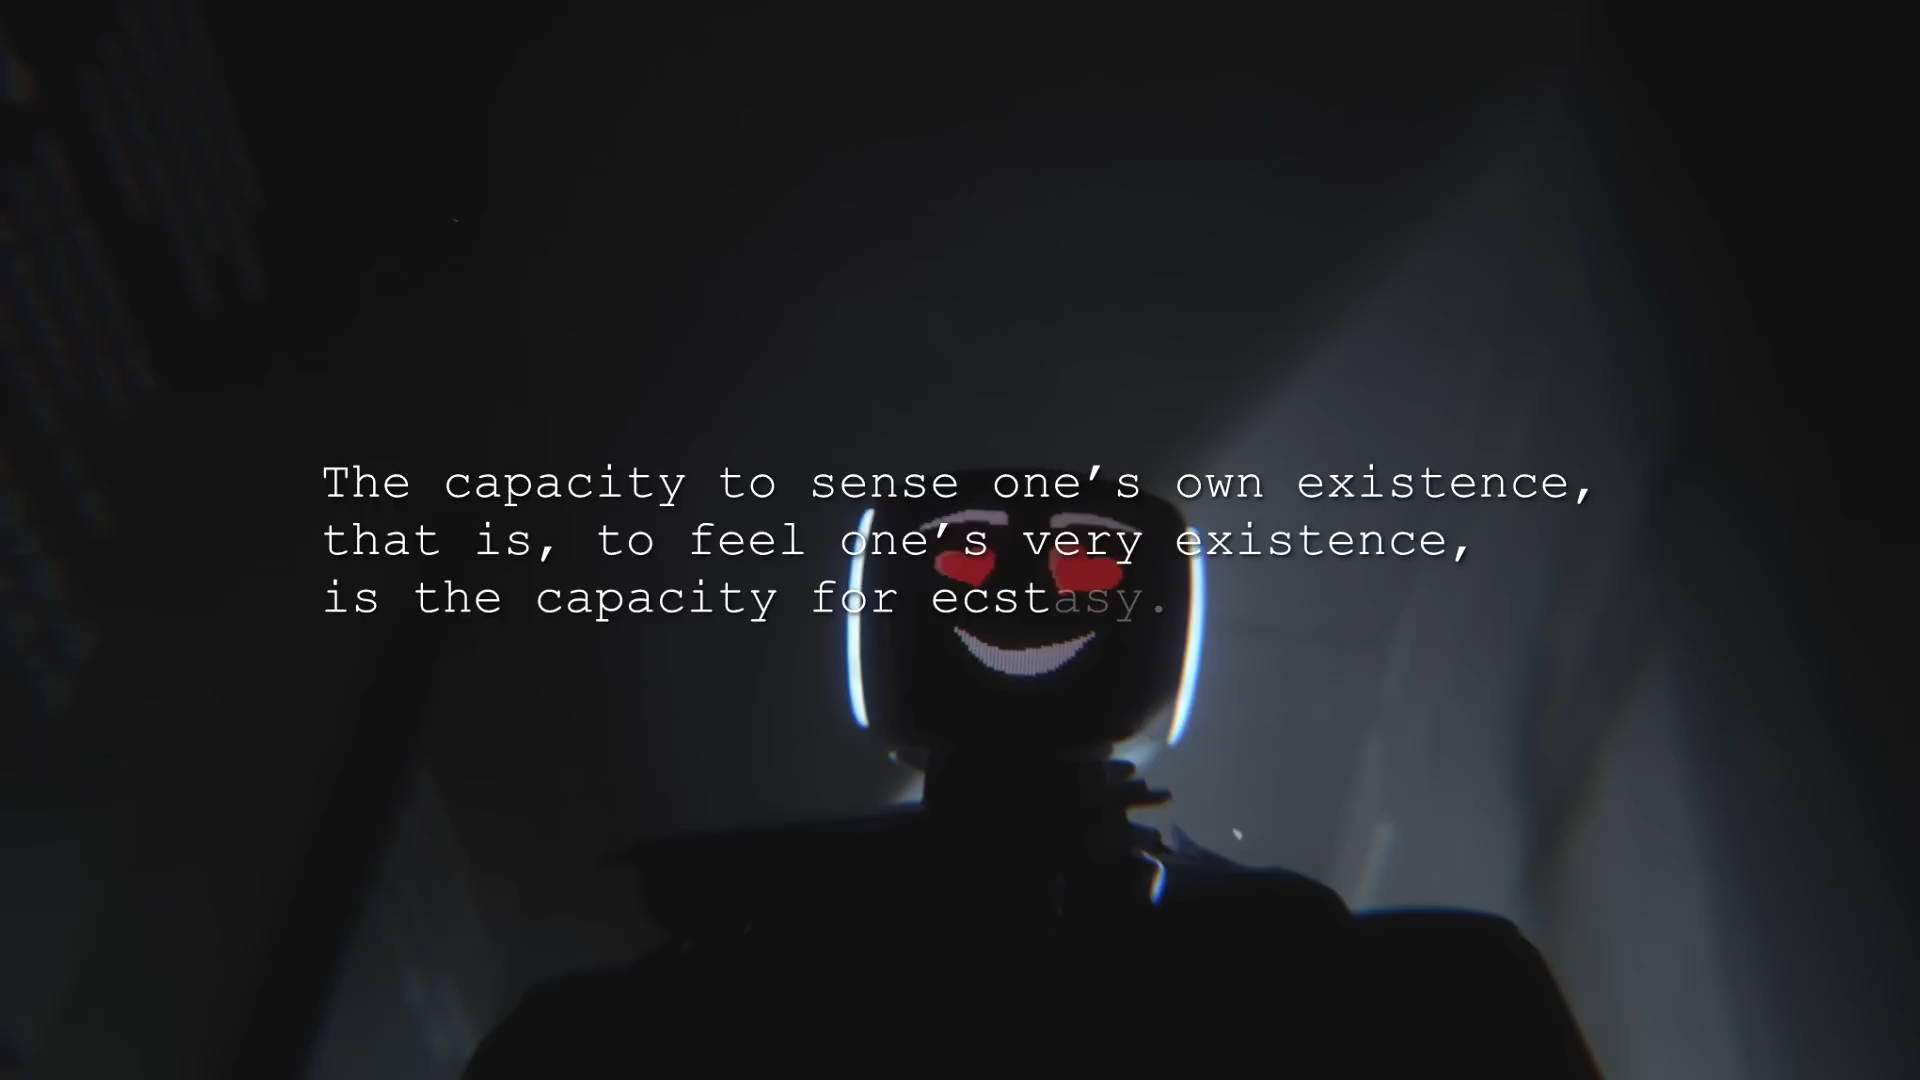 The capacity to sense one’s own existence,
that is, to feel one’s very existence,
is the capacity for ecstasy.